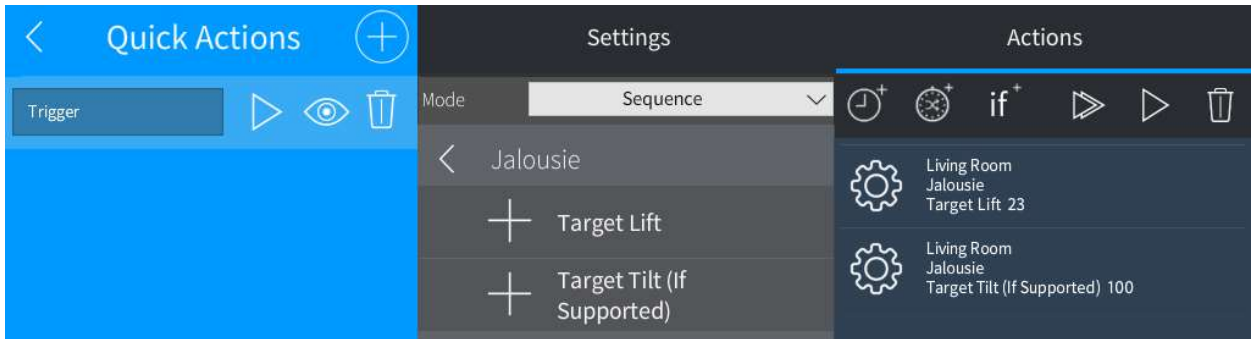 Quick Actions
Trigger
Settings
Mode
Sequence
Jalousie
Target Lift
Target Tilt (If
Supported)
Actions
if+
Living Room
Jalousie
Target Lift 23
Living Room
Jalousie
Target Tilt (If Supported) 100